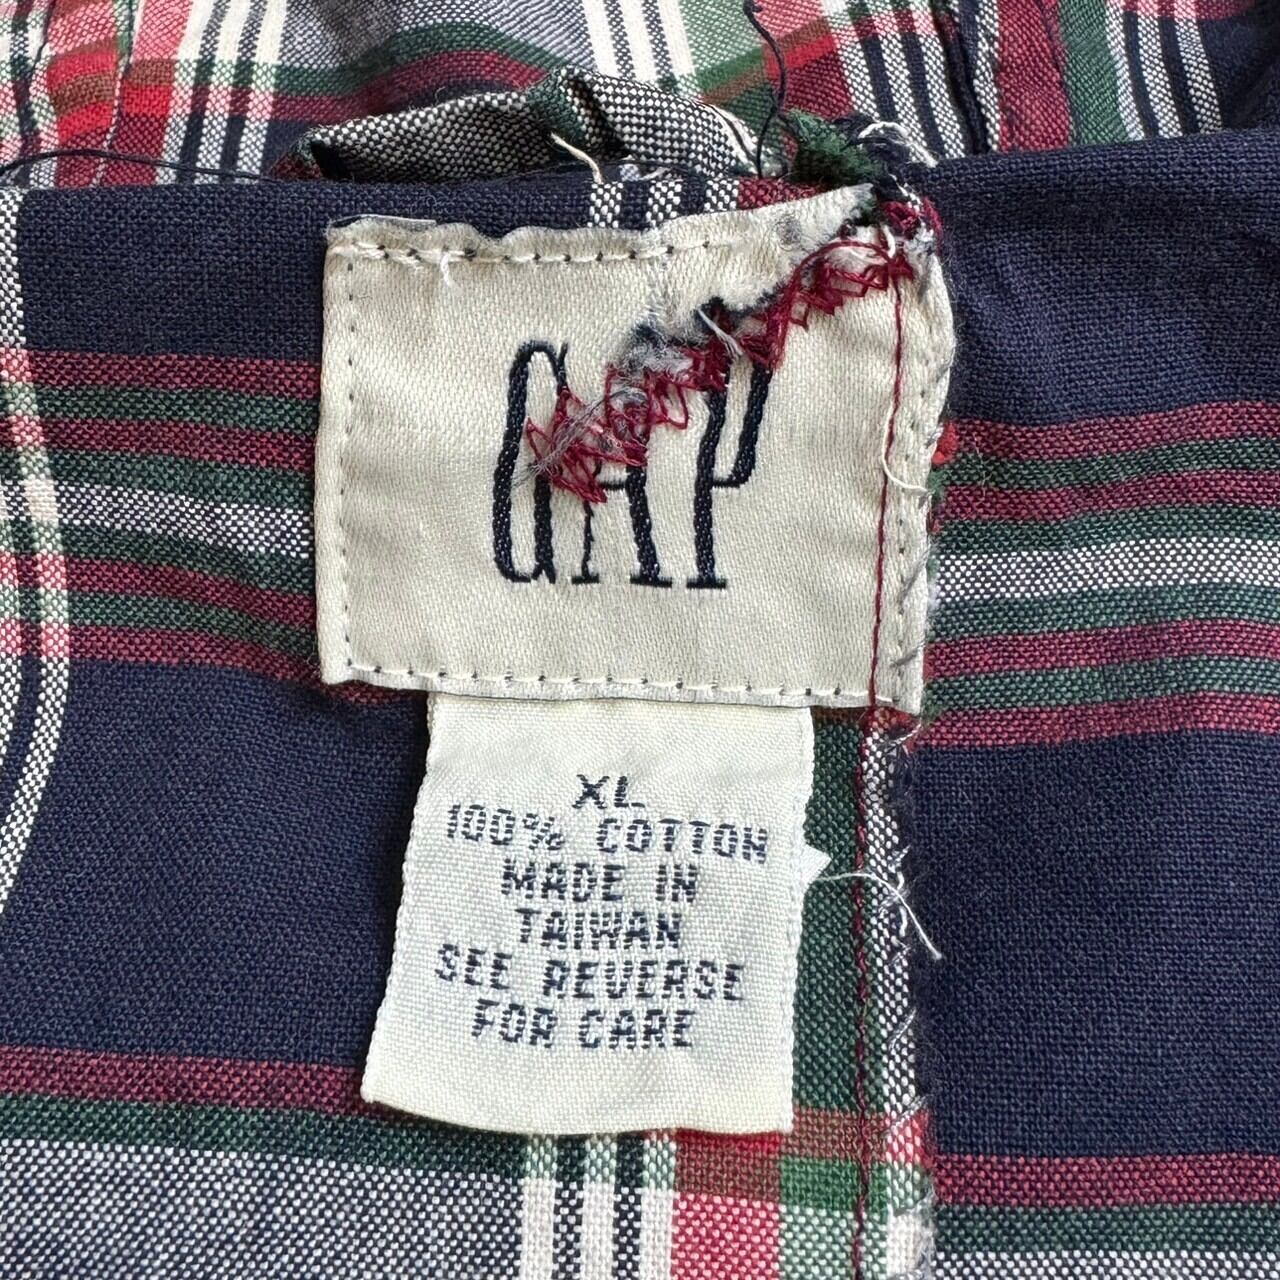 GAP
XL
100% COTTON
MADE IN
TAIWAN
SEE REVERSE
FOR CARE